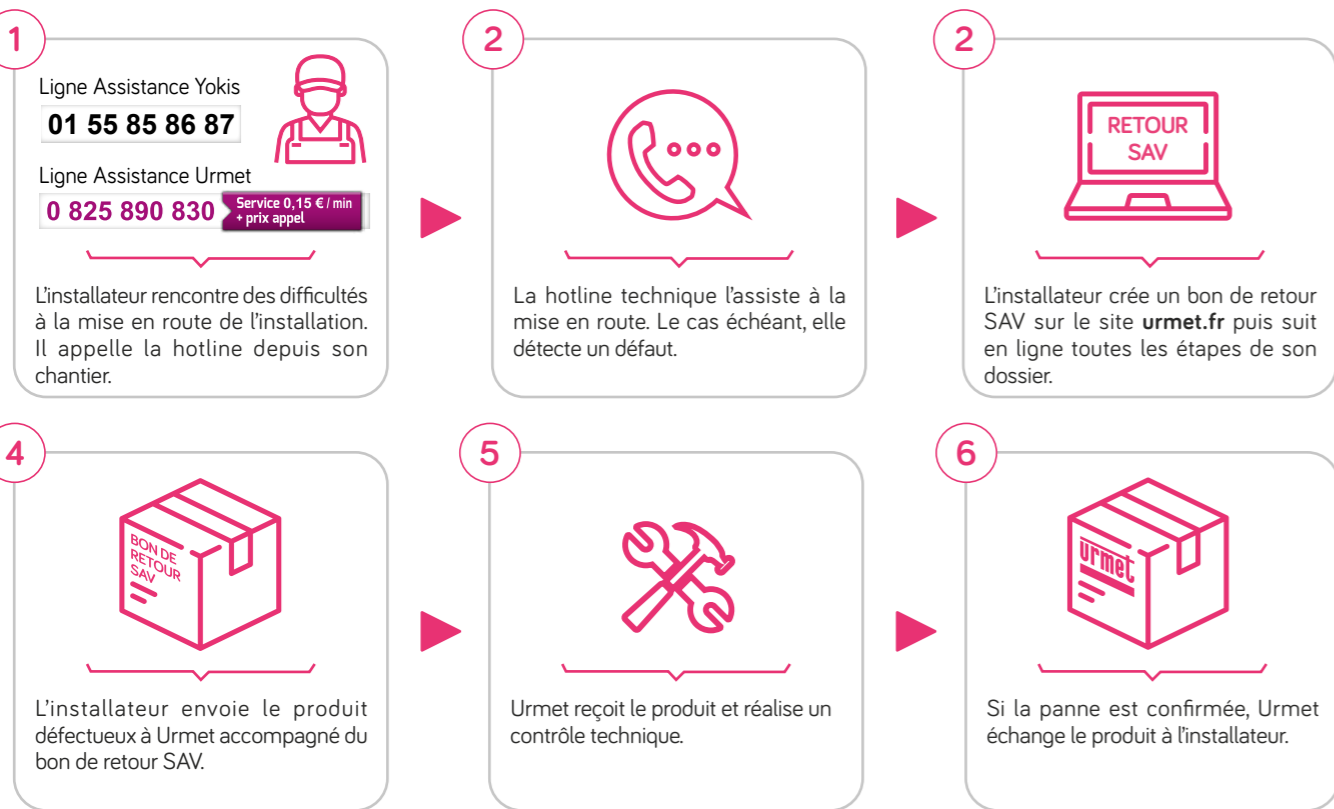 1
Ligne Assistance Yokis
01 55 85 86 87
Ligne Assistance Urmet
0 825 890 830
Service 0,15 € / min
+ prix appel
L'installateur rencontre des difficultés
à la mise en route de l'installation.
Il appelle la hotline depuis son
chantier.
2
La hotline technique l'assiste à la
mise en route. Le cas échéant, elle
détecte un défaut.
2
RETOUR
SAV
L'installateur crée un bon de retour
SAV sur le site urmet.fr puis suit
en ligne toutes les étapes de son
dossier.
4
BON DE
RETOUR
SAV
L'installateur envoie le produit
défectueux à Urmet accompagné du
bon de retour SAV.
5
Urmet reçoit le produit et réalise un
contrôle technique.
6
urmet
Si la panne est confirmée, Urmet
échange le produit à l'installateur.